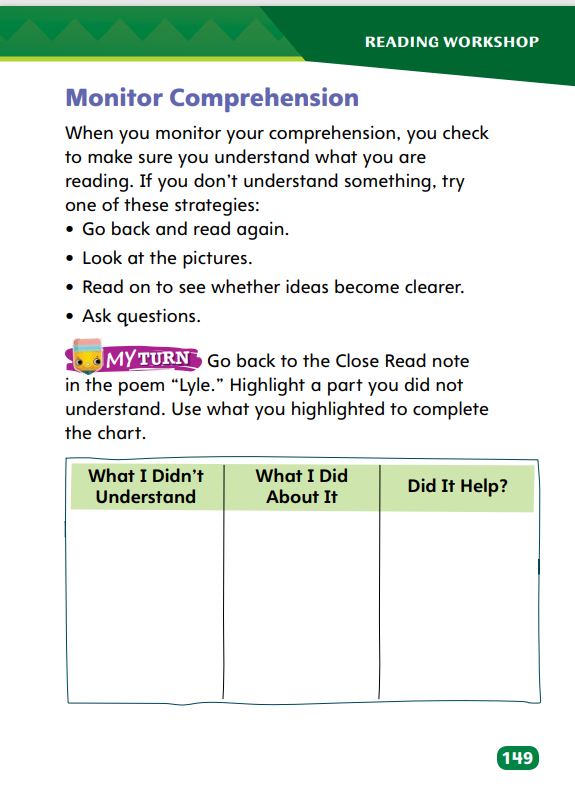 READING WORKSHOP
Monitor Comprehension
When you monitor your comprehension, you check
to make sure you understand what you are
reading. If you don't understand something, try
one of these strategies:
• Go back and read again.
• Look at the pictures.
• Read on to see whether ideas become clearer.
• Ask questions.
MY TURN Go back to the Close Read note
in the poem “Lyle.” Highlight a part you did not
understand. Use what you highlighted to complete
the chart.
What I Didn't
Understand
What I Did
About It
Did It Help?
149